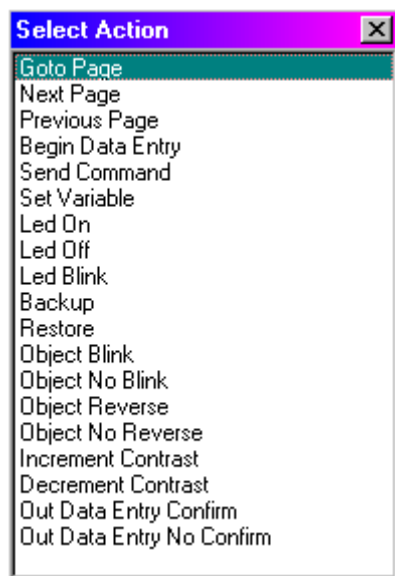 Select Action
Goto Page
Next Page
Previous Page
Begin Data Entry
Send Command
Set Variable
Led On
Led Off
Led Blink
Backup
Restore
Object Blink
Object No Blink
Object Reverse
Object No Reverse
Increment Contrast
Decrement Contrast
Out Data Entry Confirm
Out Data Entry No Confirm